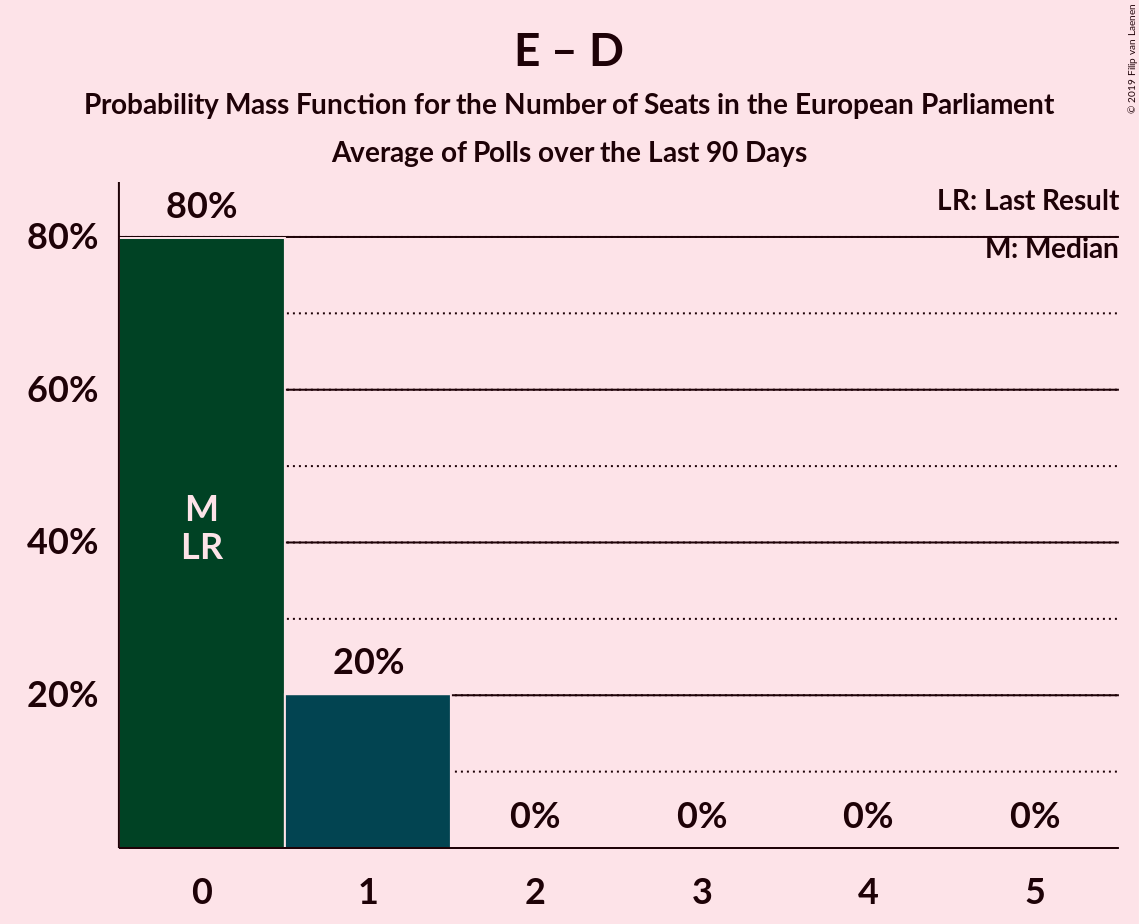 E – D
Probability Mass Function for the Number of Seats in the European Parliament
Average of Polls over the Last 90 Days
© 2019 Filip van Laenen
LR: Last Result
M: Median
80%
80%
60%
M
40%
LR
20%
20%
0%
0%
0%
0%
0
1
2
3
4
5